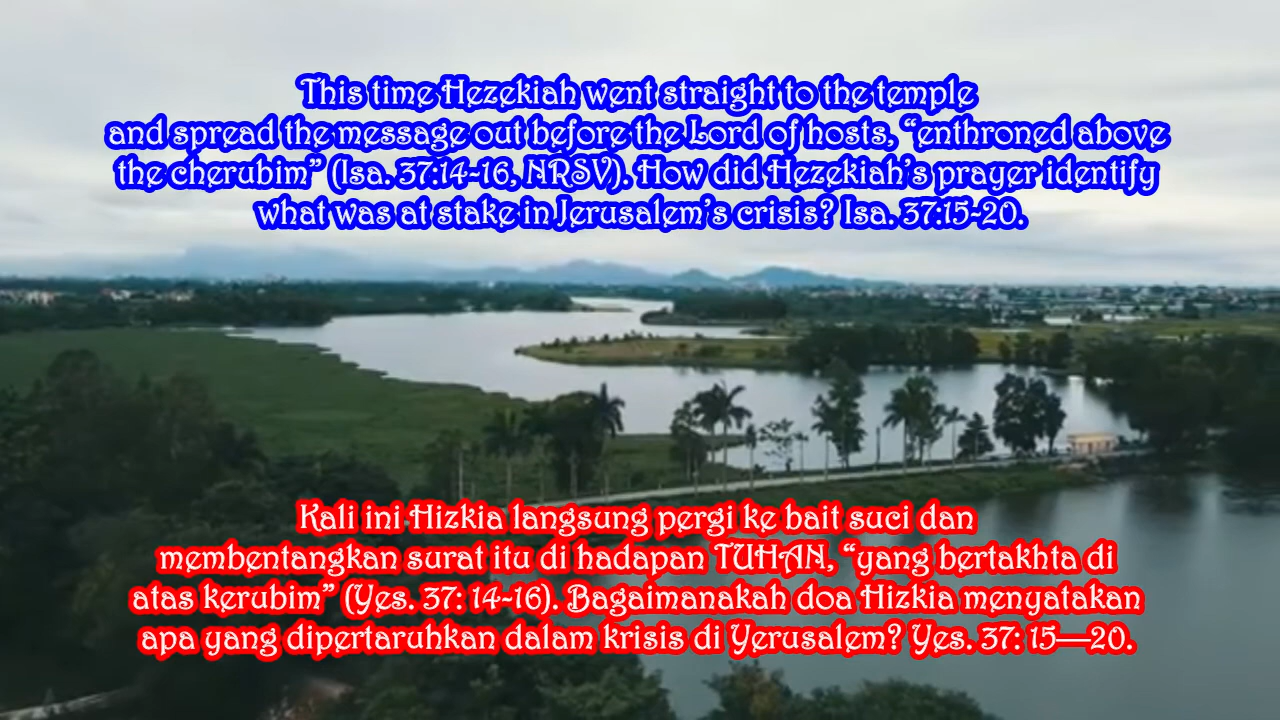 This time Hezekiah went straight to the temple
and spread the message out before the Lord of hosts, “enthroned above
the cherubim” (Isa. 37:14-16, NRSV). How did Hezekiah’s prayer identify
what was at stake in Jerusalem’s crisis? Isa. 37:15-20.
Kali ini Hizkia langsung pergi ke bait suci dan
membentangkan surat itu di hadapan TUHAN, “yang bertakhta di
atas kerubim” (Yes. 37: 14-16). Bagaimanakah doa Hizkia menyatakan
apa yang dipertaruhkan dalam krisis di Yerusalem? Yes. 37: 15—20.